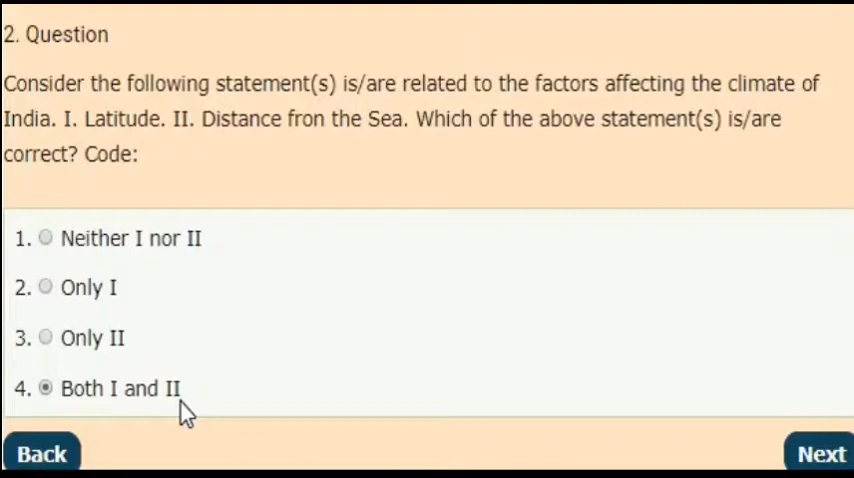 2. Question
Consider the following statement(s) is/are related to the factors affecting the climate of
India. I. Latitude. II. Distance fron the Sea. Which of the above statement(s) is/are
correct? Code:
1. Neither I nor II
2. Only I
3. Only II
4. Both I and II
Back Next